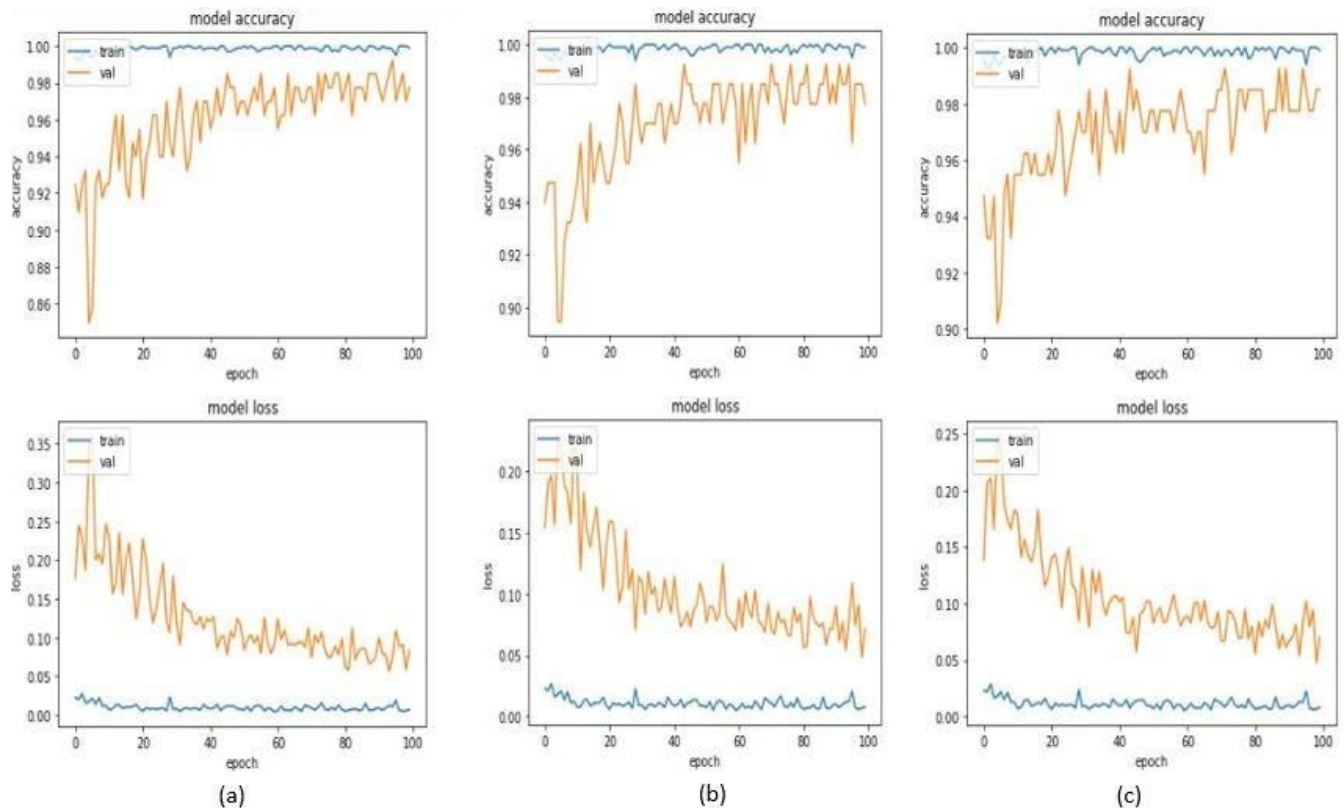 model accuracy
1.00
0.98
0.96
0.94
0.92
0.90
0.88
0.86
accuracy
train
val
0
20
40
60
80
100
epoch
model accuracy
1.00
0.98
0.96
0.94
0.92
0.90
accuracy
train
val
0
20
40
60
80
100
epoch
model accuracy
1.00
0.98
0.96
0.94
0.92
0.90
accuracy
train
val
0
20
40
60
80
100
epoch
model loss
0.35
0.30
0.25
0.20
0.15
0.10
0.05
0.00
loss
train
val
0
20
40
60
80
100
epoch
(a)
model loss
0.20
0.15
0.10
0.05
0.00
loss
train
val
0
20
40
60
80
100
epoch
(b)
model loss
0.25
0.20
0.15
0.10
0.05
0.00
loss
train
val
0
20
40
60
80
100
epoch
(c)